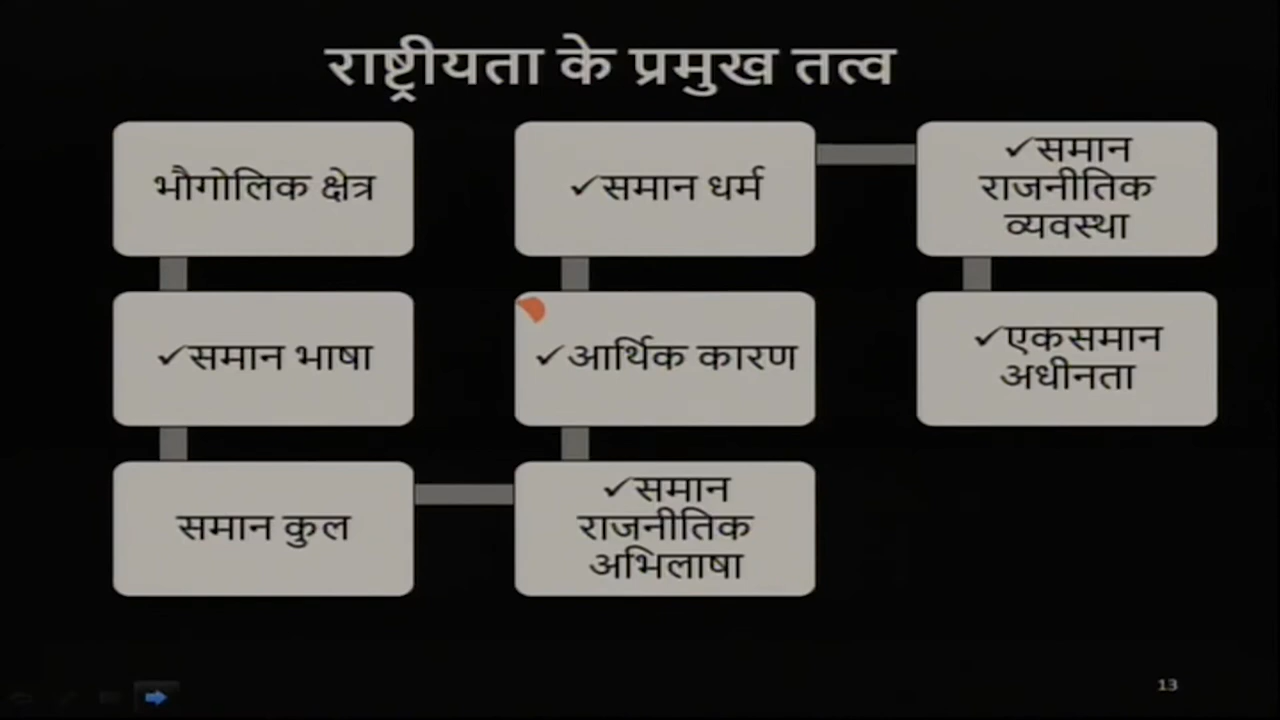 राष्ट्रीयता के प्रमुख तत्व
भौगोलिक क्षेत्र
✓समान भाषा
समान कुल
✓समान
राजनीतिक
अभिलाषा
✓आर्थिक कारण
✓समान धर्म
✓समान
राजनीतिक
व्यवस्था
✓एकसमान
अधीनता
13